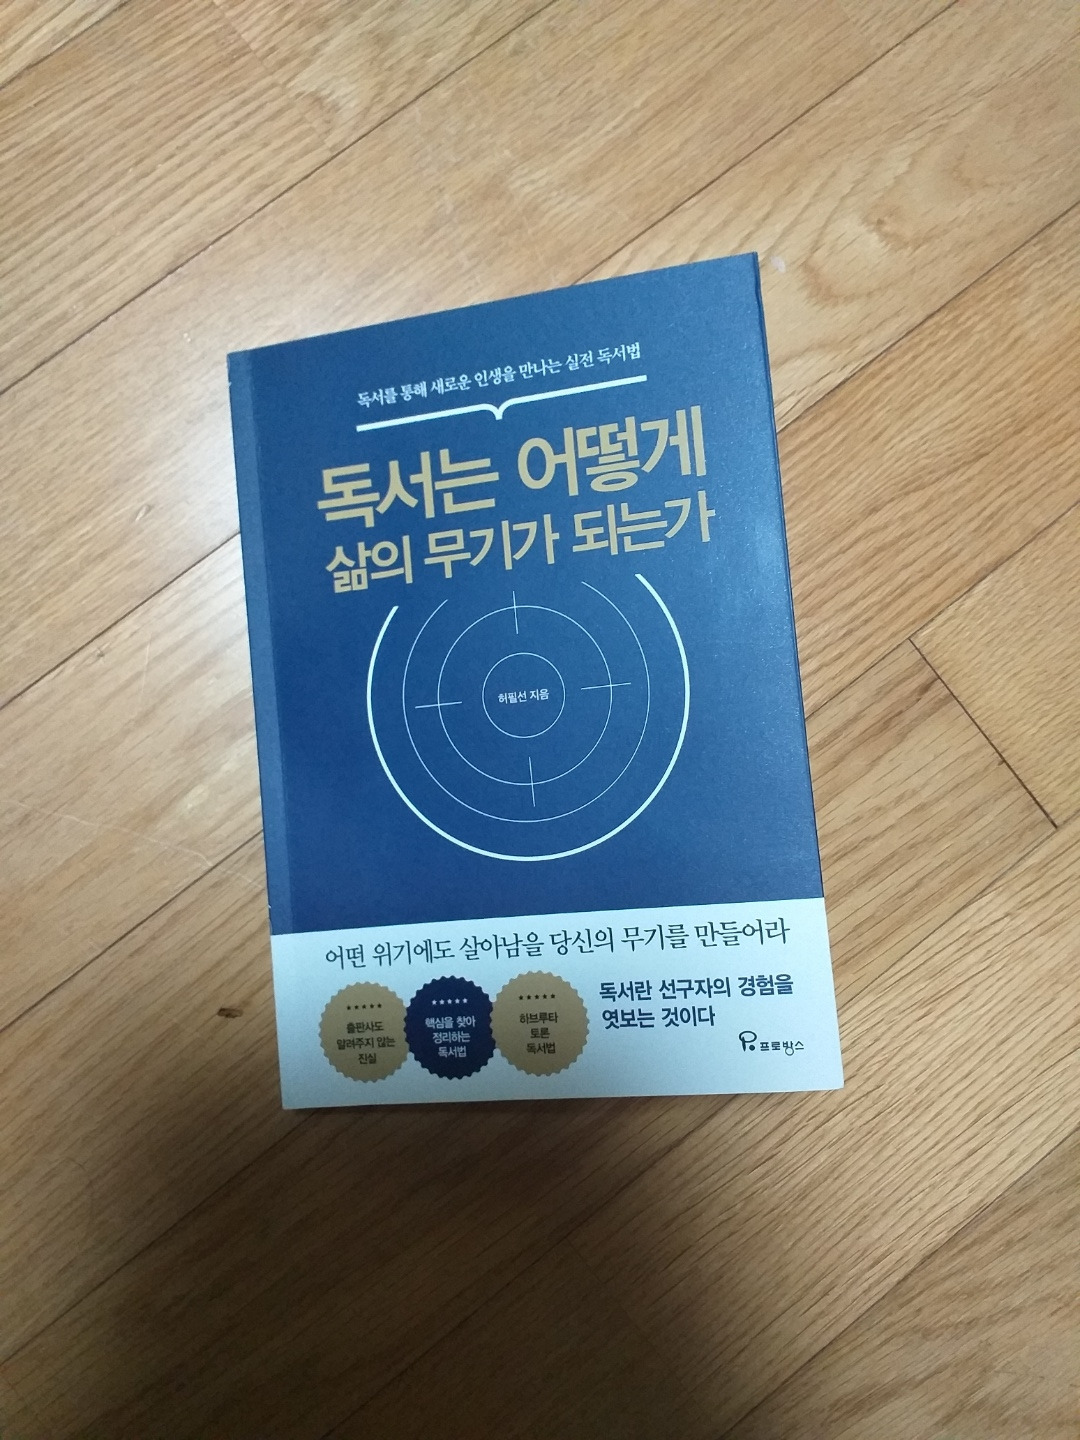 독서를 통해 새로운 인생을 만나는 실전 독서법
독서는 어떻게
삶의 무기가 되는가
허필선 지음
어떤 위기에도 살아남을 당신의 무기를 만들어라
★★★★★
출판사도
알려주지 않는
진실
★★★★★
핵심을 찾아
정리하는
독서법
★★★★★
하브루타
토론
독서법
독서란 선구자의 경험을
엿보는 것이다
프로방스